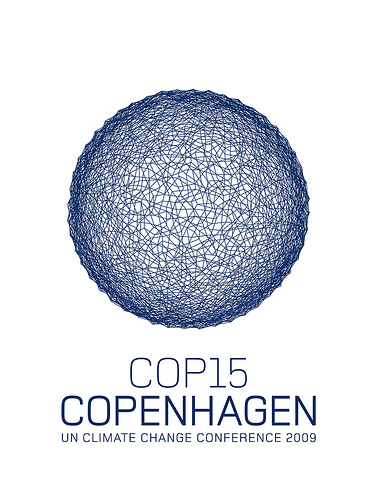 COP15
COPENHAGEN
UN CLIMATE CHANGE CONFERENCE 2009